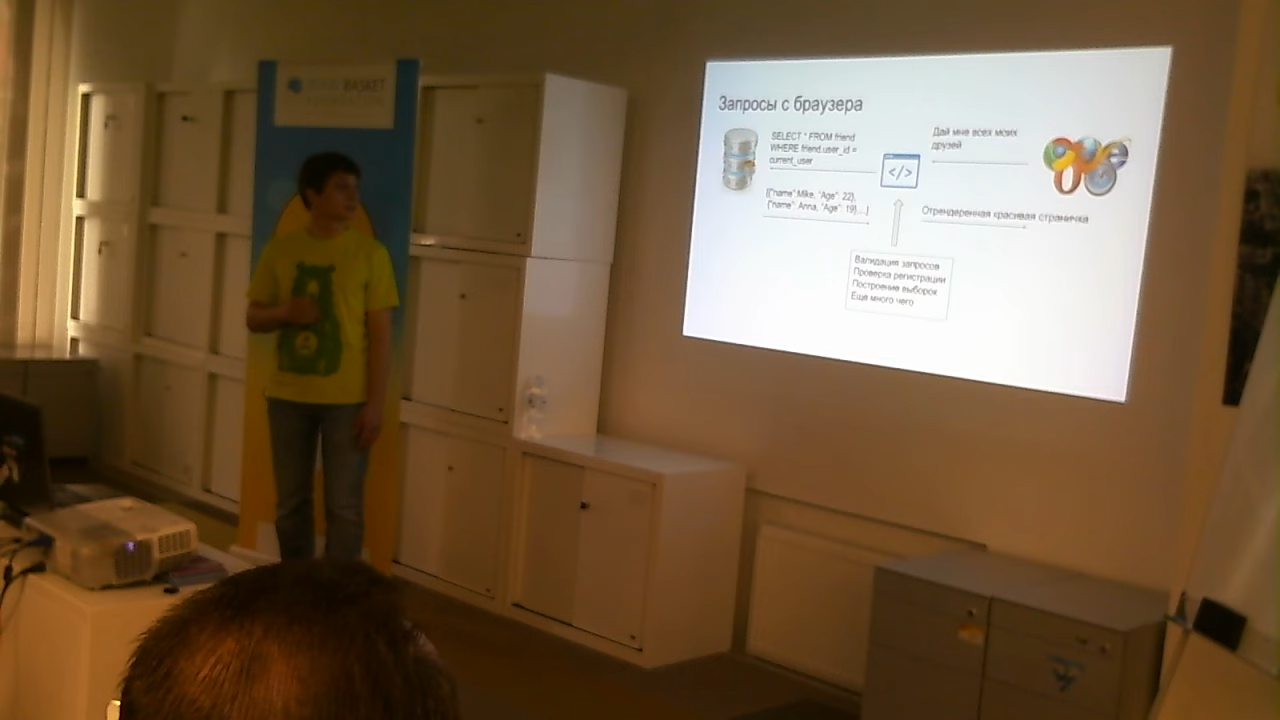 BASKET
Запросы с браузера
SELECT * FROM friend
WHERE friend.user_id =
current_user
Дай мне всех моих
друзей
</>
[{"name":Mike, "Age": 22},
{"name": Anna, "Age": 19}....]
Отрендеренная красивая страничка
Валидация запросов
Проверка регистрации
Построение выборок
Еще много чего